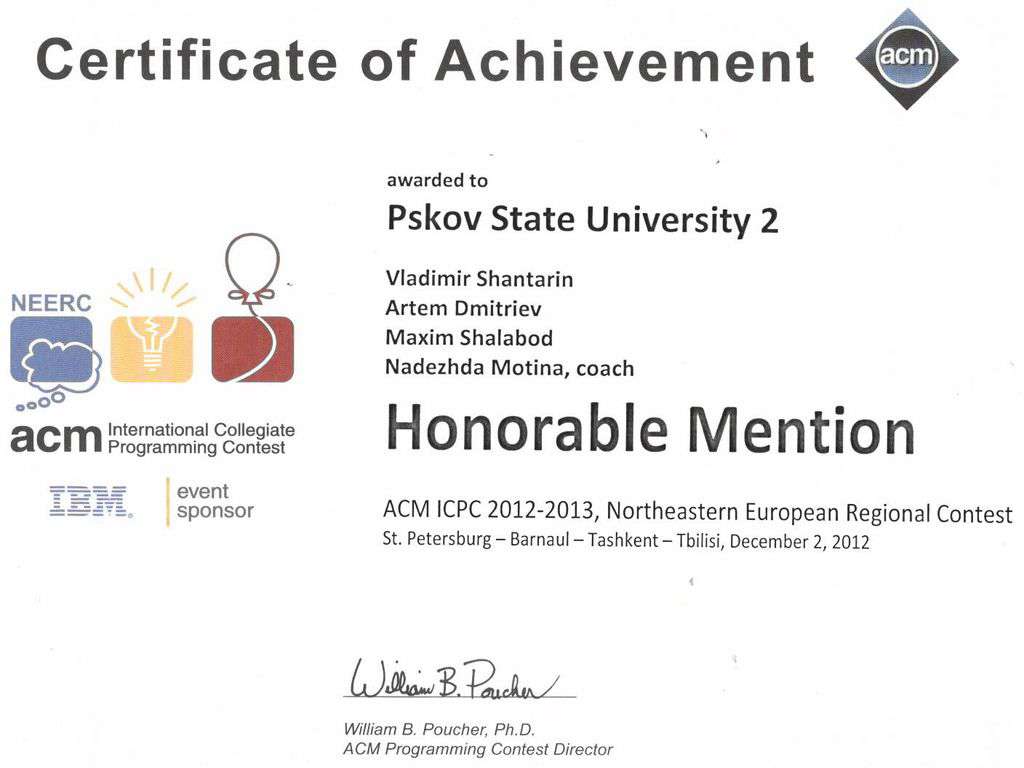 Certificate of Achievement
acm
awarded to
Pskov State University 2
Vladimir Shantarin
Artem Dmitriev
Maxim Shalabod
Nadezhda Motina, coach
NEERC
acm International Collegiate
Programming Contest
IBM. event
sponsor
Honorable Mention
ACM ICPC 2012-2013, Northeastern European Regional Contest
St. Petersburg – Barnaul – Tashkent – Tbilisi, December 2, 2012
William B. Poucher
William B. Poucher, Ph.D.
ACM Programming Contest Director